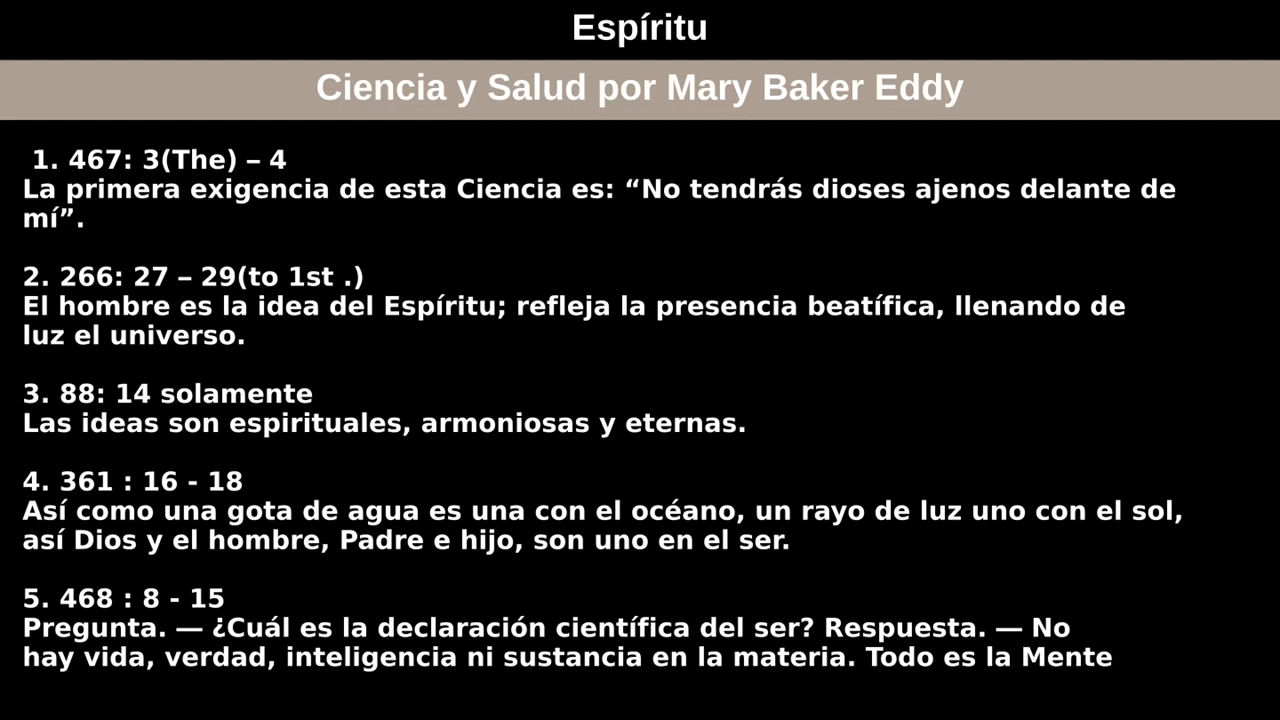 Espíritu
Ciencia y Salud por Mary Baker Eddy
1. 467: 3(The) – 4
La primera exigencia de esta Ciencia es: “No tendrás dioses ajenos delante de
mí”.
2. 266: 27 – 29(to 1st .)
El hombre es la idea del Espíritu; refleja la presencia beatífica, llenando de
luz el universo.
3. 88: 14 solamente
Las ideas son espirituales, armoniosas y eternas.
4. 361 : 16 - 18
Así como una gota de agua es una con el océano, un rayo de luz uno con el sol,
así Dios y el hombre, Padre e hijo, son uno en el ser.
5. 468 : 8 - 15
Pregunta. — ¿Cuál es la declaración científica del ser? Respuesta. — No
hay vida, verdad, inteligencia ni sustancia en la materia. Todo es la Mente